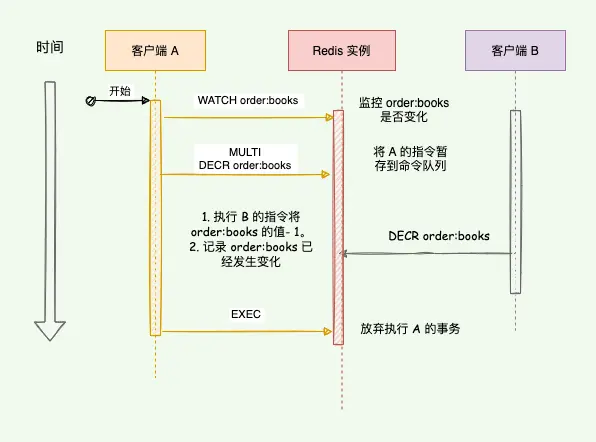 时间
客户端 A
Redis 实例
客户端 B
开始
WATCH order:books
监控 order:books
是否变化
MULTI
DECR order:books
将 A 的指令暂
存到命令队列
1. 执行 B 的指令将
order:books 的值- 1。
2. 记录 order:books 已
经发生变化
DECR order:books
EXEC
放弃执行 A 的事务